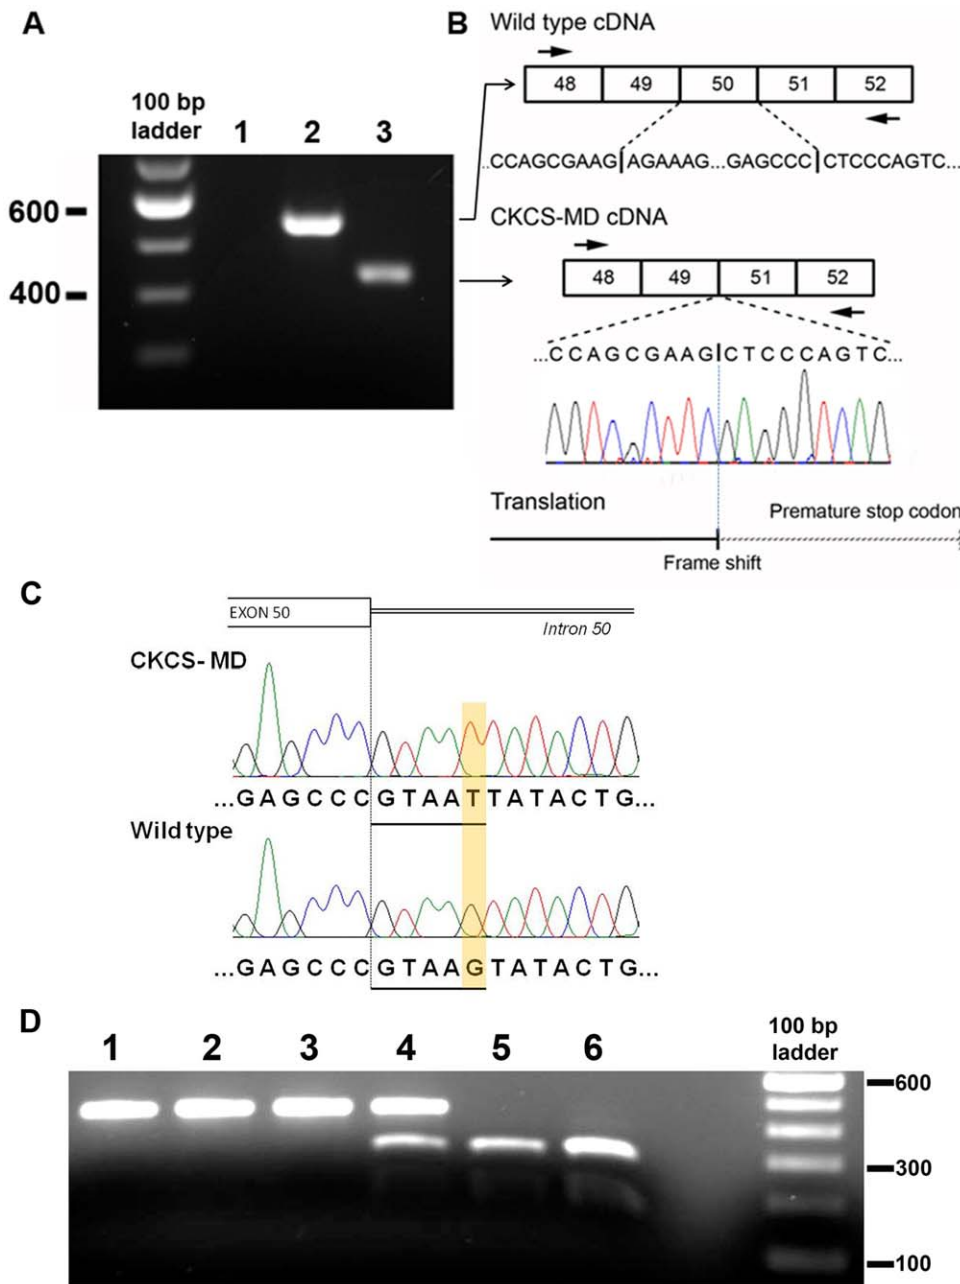 A
100 bp
ladder
1 2 3
600
400
B
Wild type cDNA
48 49 50 51 52
..CCAGCGAAG AGAAAG...GAGCCC CTCCCAGTC...
CKCS-MD cDNA
48 49 51 52
...CCAGCGAAG CTCCCAGTC...
Translation
Premature stop codon
Frame shift
C
EXON 50
Intron 50
CKCS- MD
...GAGCCCGTAATTATACTG...
Wild type
...GAGCCCGTAAGTATACTG...
D
1 2 3 4 5 6
100 bp
ladder
600
300
100